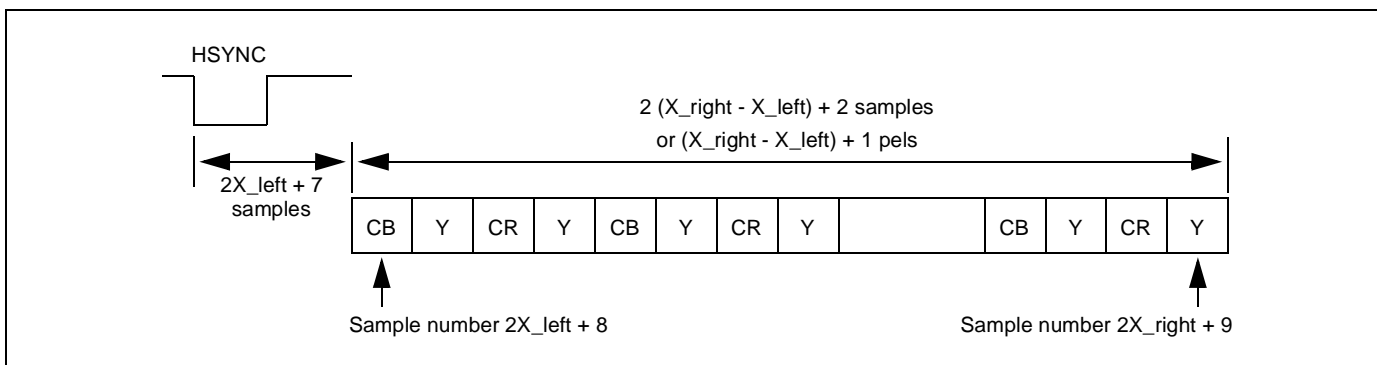 HSYNC
2 (X_right - X_left) + 2 samples
or (X_right - X_left) + 1 pels
2X_left + 7
samples
CB Y CR Y CB Y CR Y CB Y CR Y
Sample number 2X_left + 8
Sample number 2X_right + 9